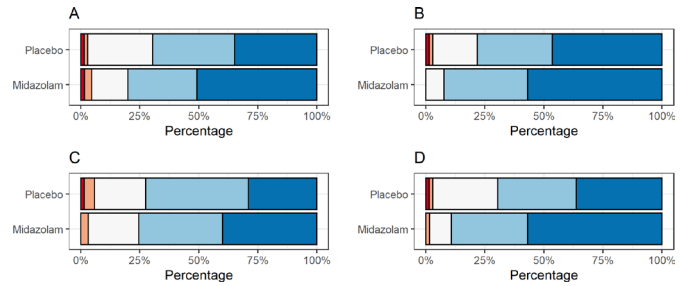 A
Placebo
Midazolam
0% 25% 50% 75% 100%
Percentage
B
Placebo
Midazolam
0% 25% 50% 75% 100%
Percentage
C
Placebo
Midazolam
0% 25% 50% 75% 100%
Percentage
D
Placebo
Midazolam
0% 25% 50% 75% 100%
Percentage